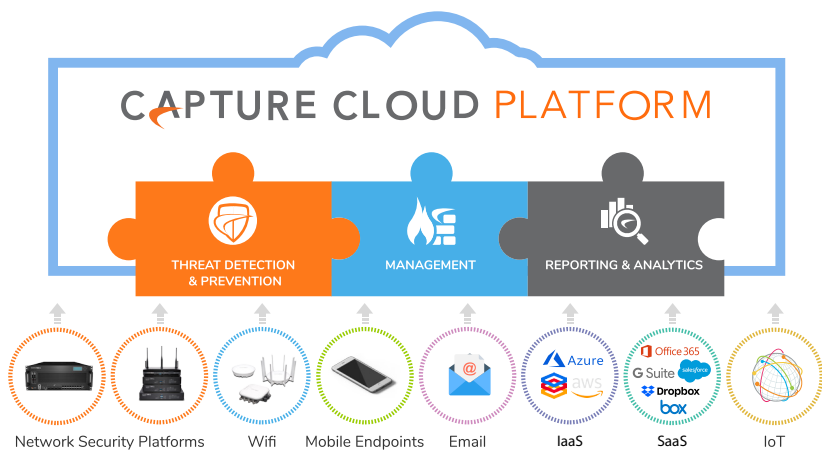 CAPTURE CLOUD PLATFORM
THREAT DETECTION
& PREVENTION
MANAGEMENT
REPORTING & ANALYTICS
@
Azure
aws
Office 365
G Suite
salesforce
Dropbox
box
Network Security Platforms
Wifi
Mobile Endpoints
Email
IaaS
SaaS
IoT